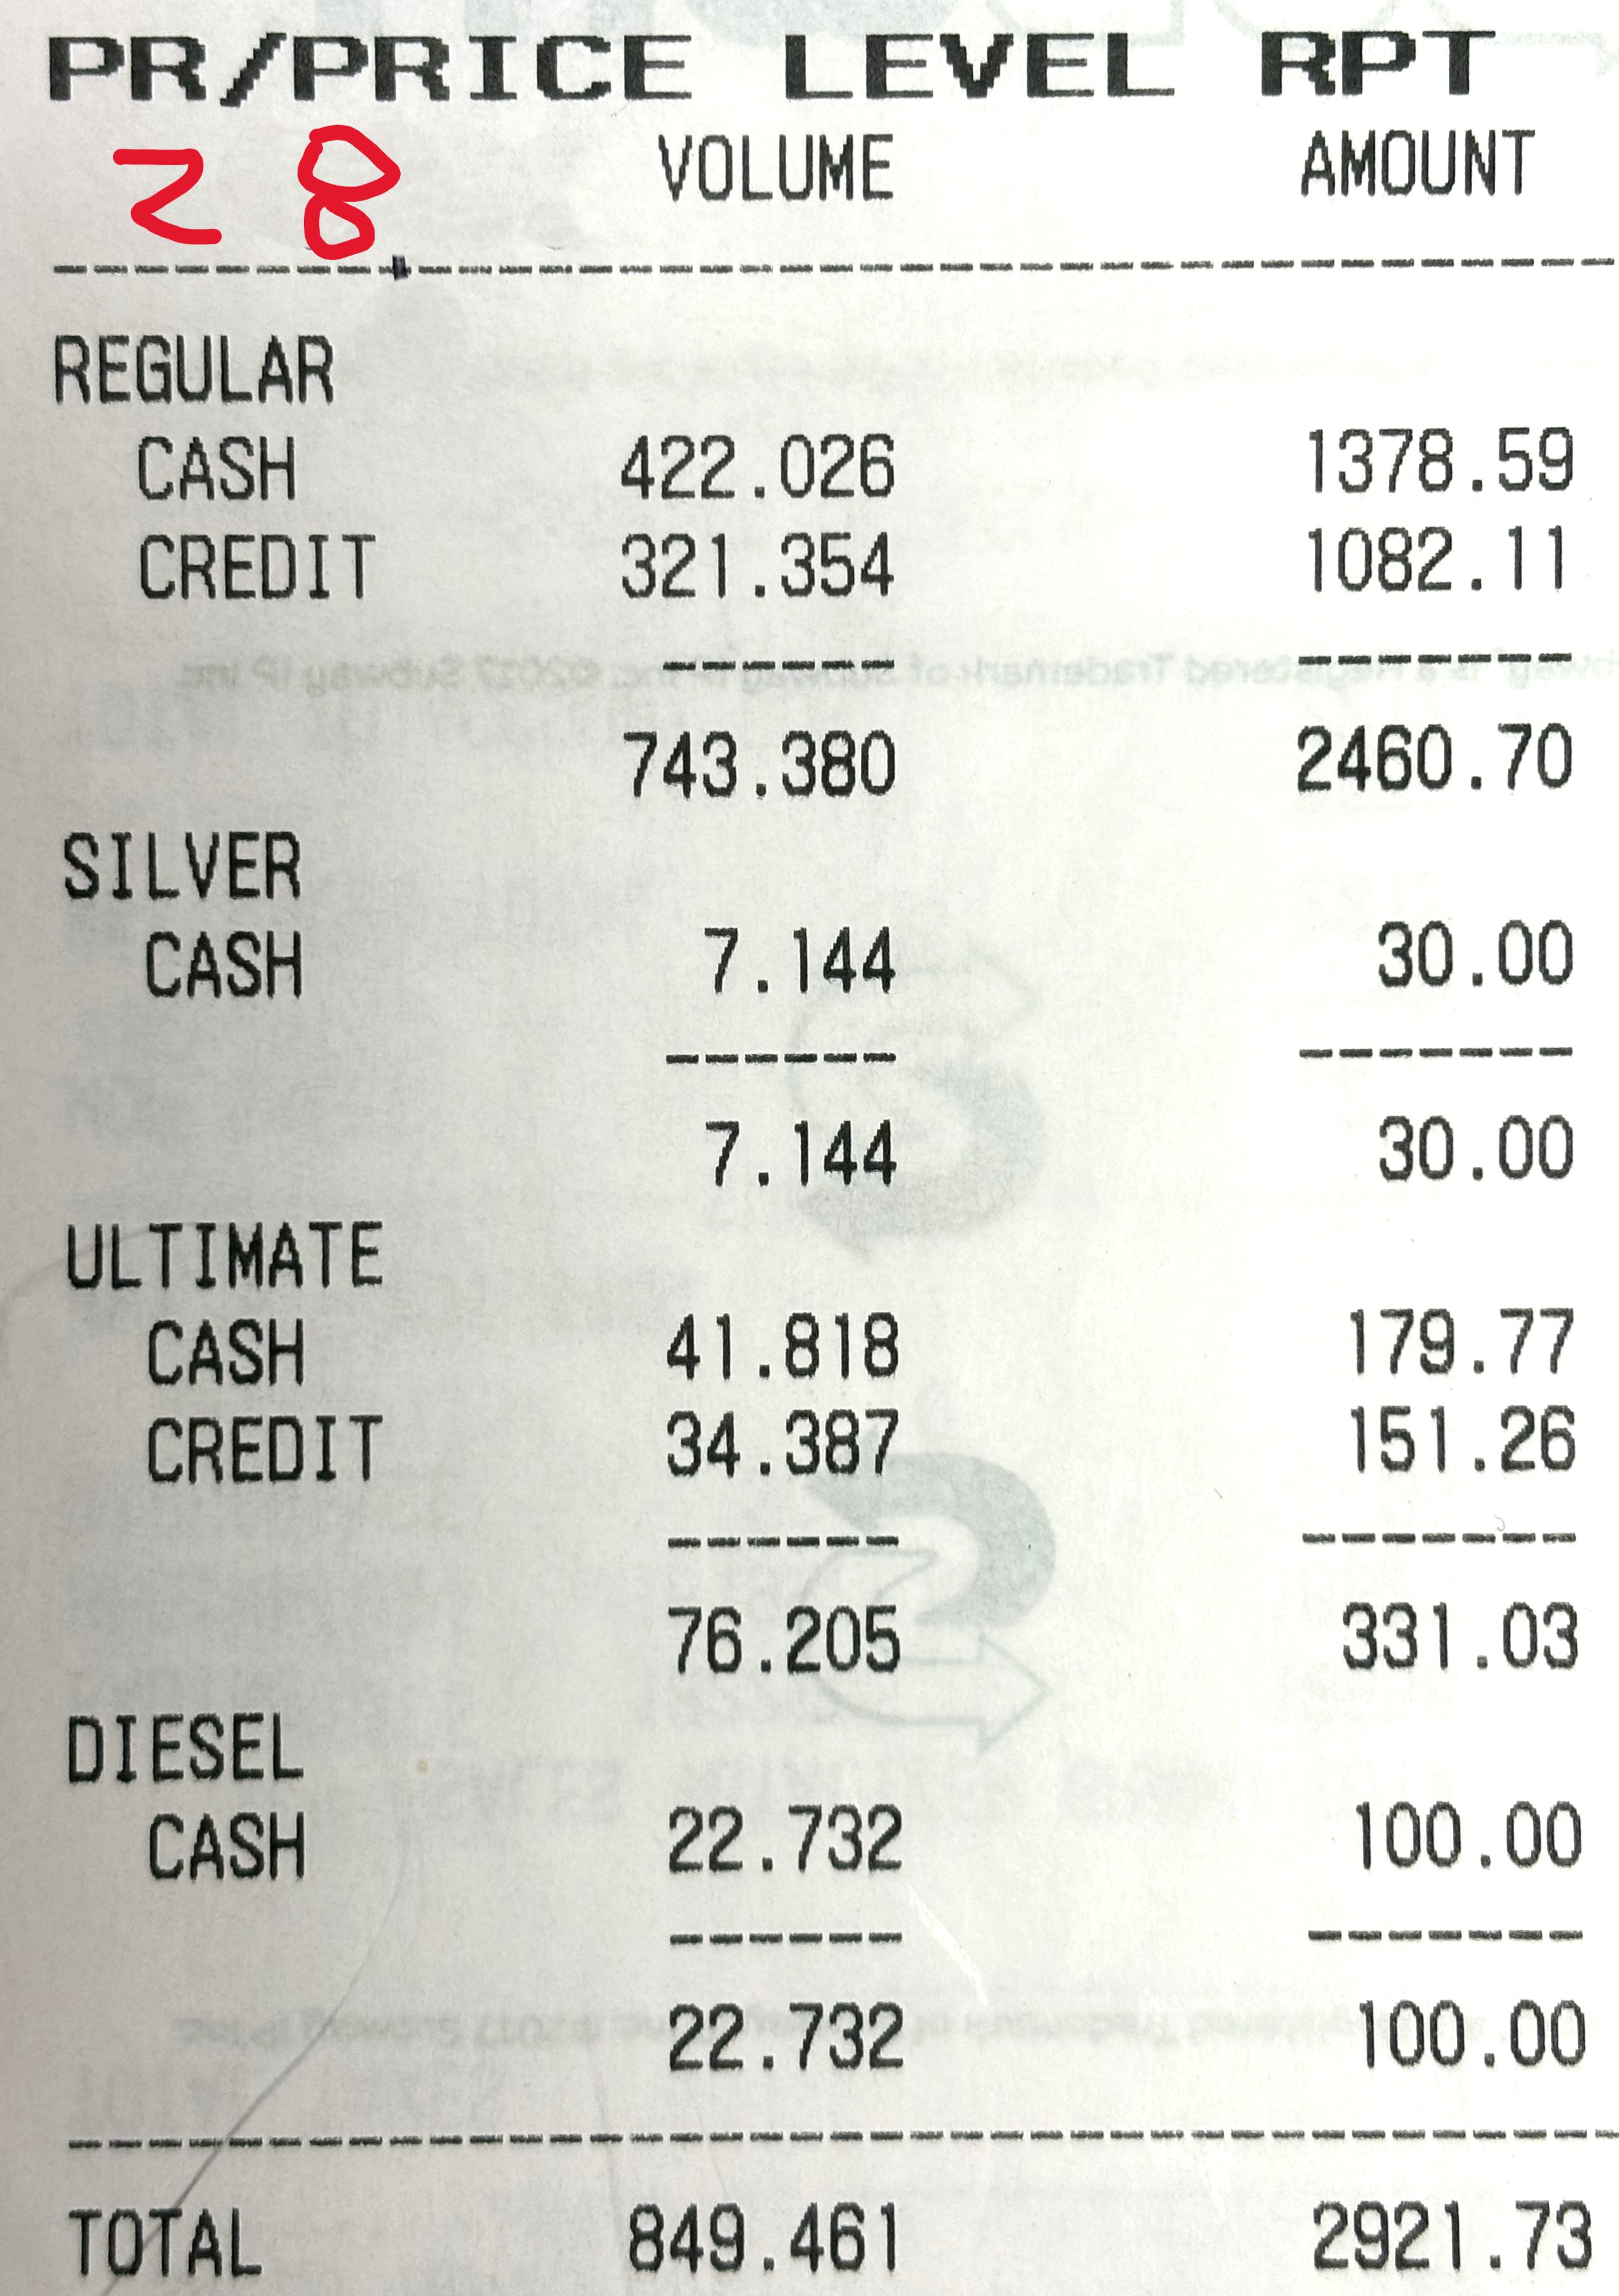 PR/PRICE LEVEL RPT
28 VOLUME AMOUNT
REGULAR
CASH 422.026 1378.59
CREDIT 321.354 1082.11
743.380 2460.70
SILVER
CASH 7.144 30.00
7.144 30.00
ULTIMATE
CASH 41.818 179.77
CREDIT 34.387 151.26
76.205 331.03
DIESEL
CASH 22.732 100.00
22.732 100.00
TOTAL 849.461 2921.73